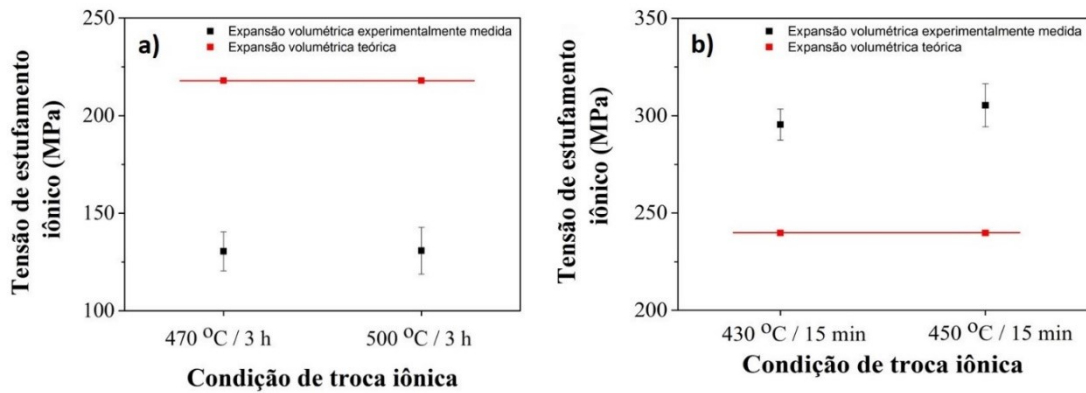 a)
Expansão volumétrica experimentalmente medida
Expansão volumétrica teórica
Tensão de estufamento
iônico (MPa)
250
200
150
100
470 °C / 3 h
500 °C / 3 h
Condição de troca iônica
b)
Expansão volumétrica experimentalmente medida
Expansão volumétrica teórica
Tensão de estufamento
iônico (MPa)
350
300
250
200
430 °C / 15 min
450 °C / 15 min
Condição de troca iônica